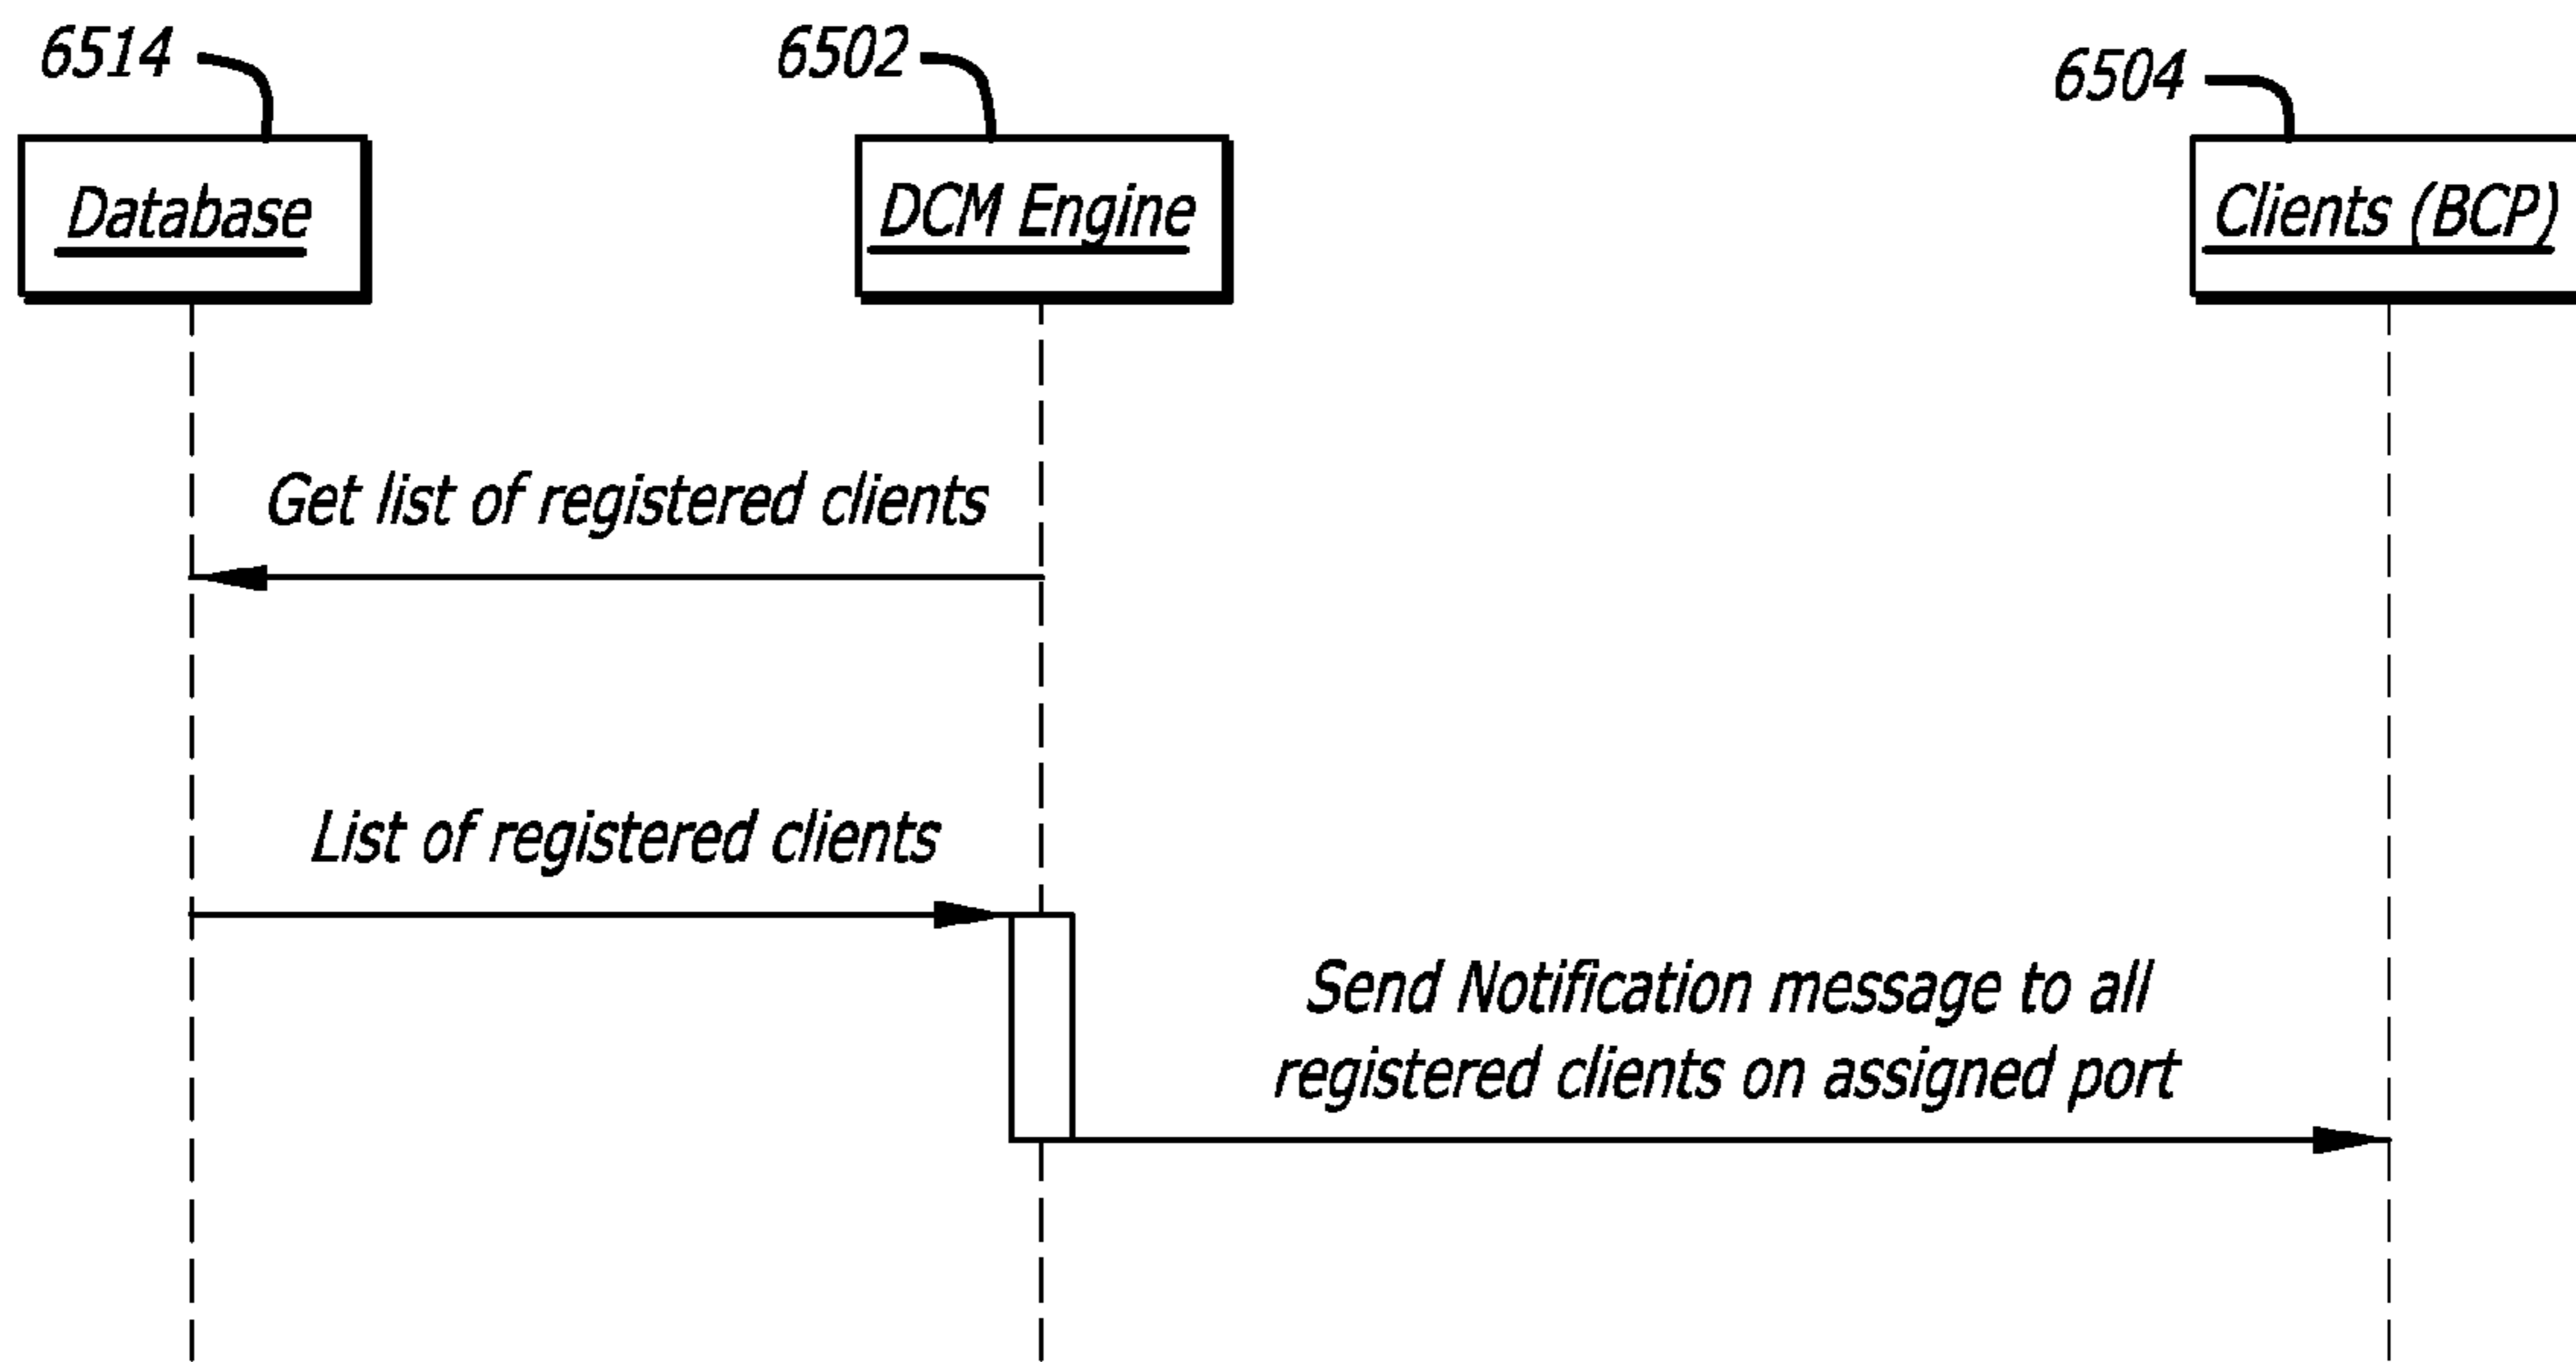 6514
6502
6504
Database
DCM Engine
Clients (BCP)
Get list of registered clients
List of registered clients
Send Notification message to all
registered clients on assigned port